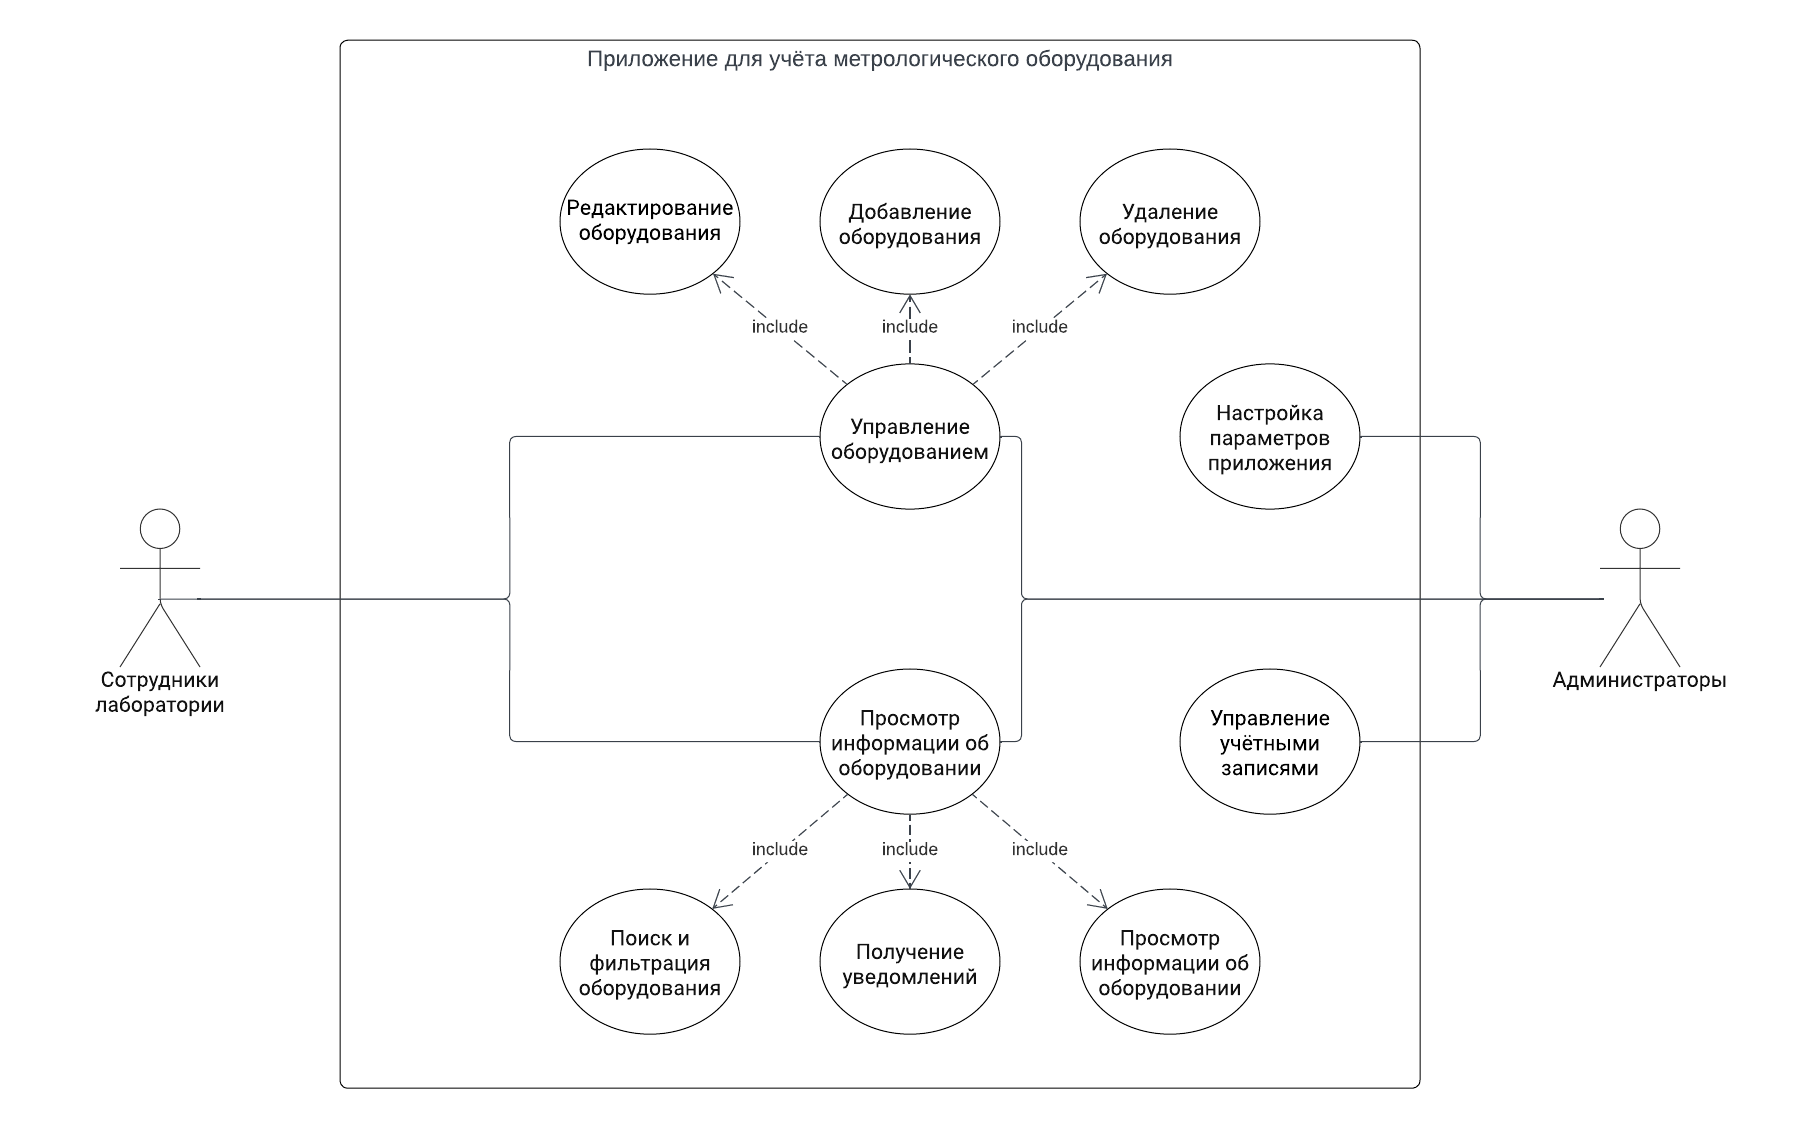 Приложение для учёта метрологического оборудования
Редактирование
оборудования
Добавление
оборудования
Удаление
оборудования
include
include
include
Управление
оборудованием
Настройка
параметров
приложения
Сотрудники
лаборатории
Администраторы
Просмотр
информации об
оборудовании
Управление
учётными
записями
include
include
include
Поиск и
фильтрация
оборудования
Получение
уведомлений
Просмотр
информации об
оборудовании